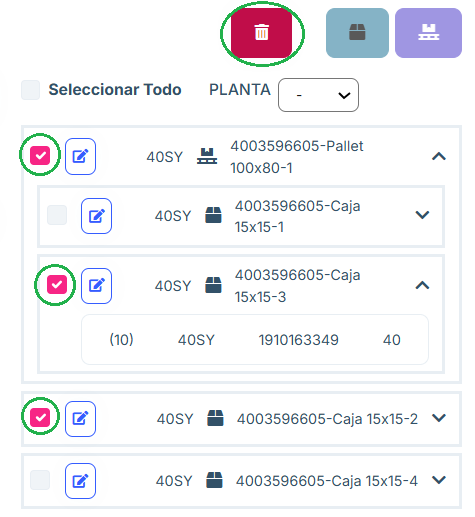 Seleccionar Todo PLANTA -
40SY 4003596605-Pallet
100x80-1
40SY 4003596605-Caja
15x15-1
40SY 4003596605-Caja
15x15-3
(10) 40SY 1910163349 40
40SY 4003596605-Caja 15x15-2
40SY 4003596605-Caja 15x15-4